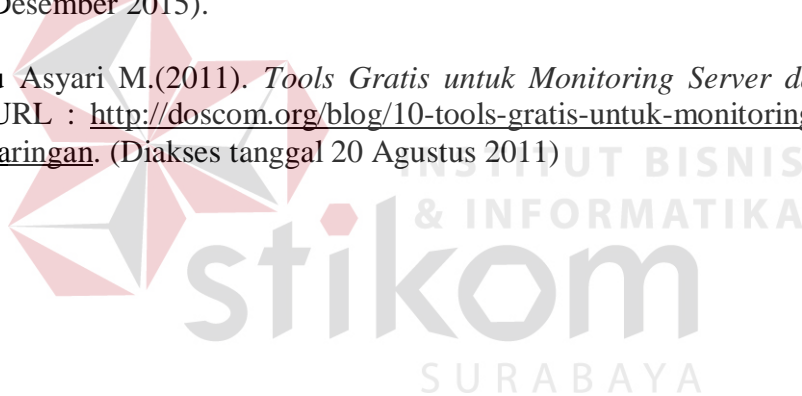 Desember 2015).
Asyari M.(2011). Tools Gratis untuk Monitoring Server
URL : http://doscom.org/blog/10-tools-gratis-untuk-monitoring
aringan. (Diakses tanggal 20 Agustus 2011)
INSTITUT BISNIS
& INFORMATIKA
stikom
SURABAYA